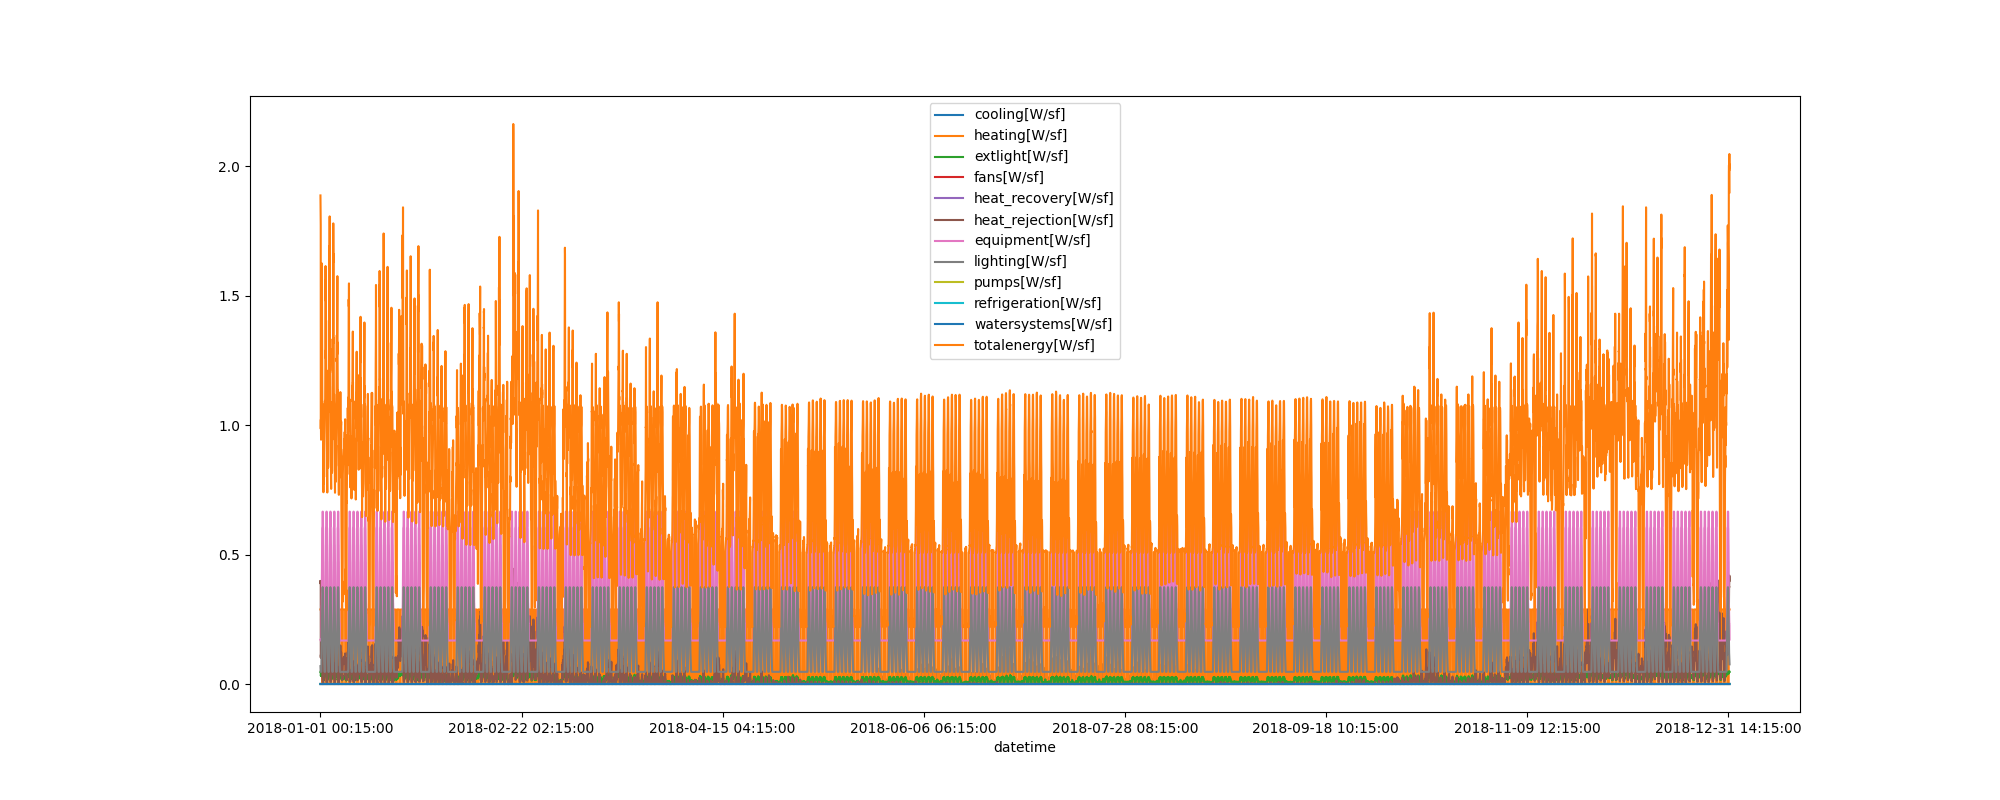 cooling[W/sf]
heating[W/sf]
extlight[W/sf]
fans[W/sf]
heat_recovery[W/sf]
heat_rejection[W/sf]
equipment[W/sf]
lighting[W/sf]
pumps[W/sf]
refrigeration[W/sf]
watersystems[W/sf]
totalenergy[W/sf]
2.0
1.5
1.0
0.5
0.0
2018-01-01 00:15:00 2018-02-22 02:15:00 2018-04-15 04:15:00 2018-06-06 06:15:00 2018-07-28 08:15:00 2018-09-18 10:15:00 2018-11-09 12:15:00 2018-12-31 14:15:00
datetime